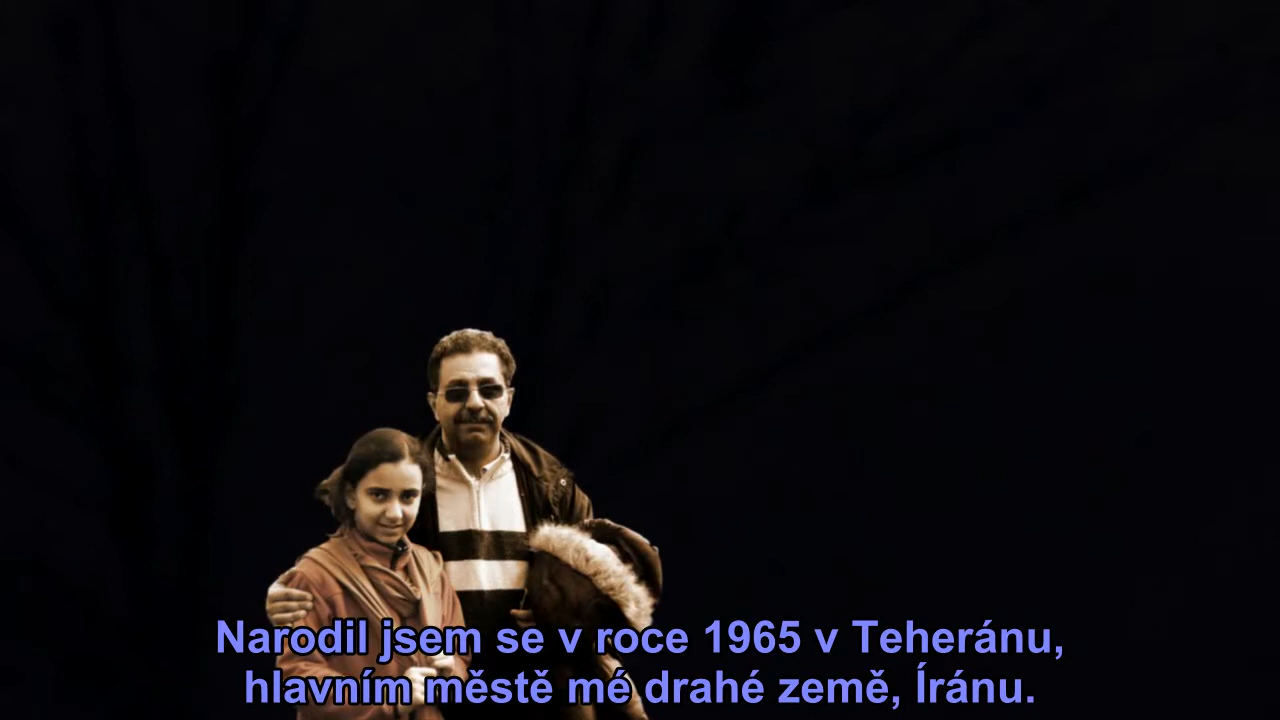 Narodil jsem se v roce 1965 v Teheránu,
hlavním městě mé drahé země, Íránu.